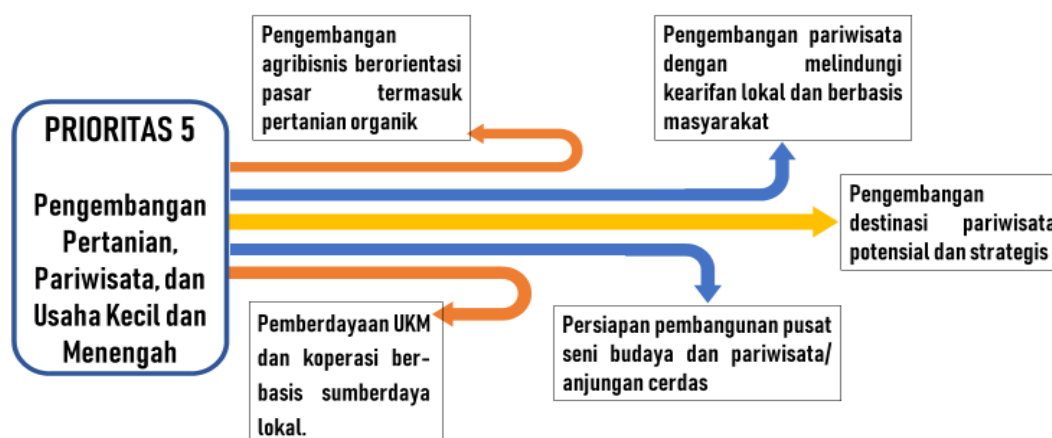 PRIORITAS 5
Pengembangan
Pertanian,
Pariwisata, dan
Usaha Kecil dan
Menengah
Pengembangan
agribisnis berorientasi
pasar termasuk
pertanian organik
Pengembangan pariwisata
dengan melindungi
kearifan lokal dan berbasis
masyarakat
Pengembangan
destinasi pariwisata
potensial dan strategis
Persiapan pembangunan pusat
seni budaya dan pariwisata/
anjungan cerdas
Pemberdayaan UKM
dan koperasi ber-
basis sumberdaya
lokal.